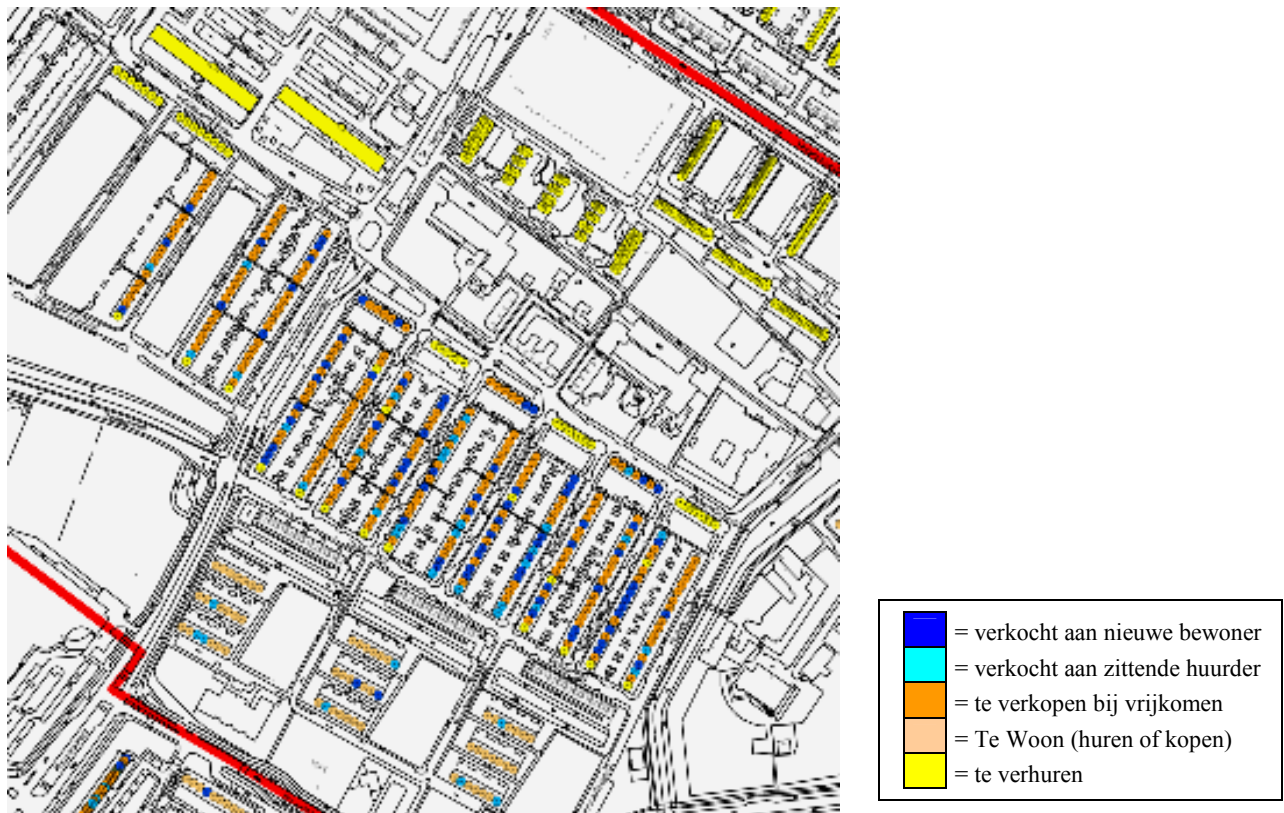 = verkocht aan nieuwe bewoner
= verkocht aan zittende huurder
= te verkopen bij vrijkomen
= Te Woon (huren of kopen)
= te verhuren